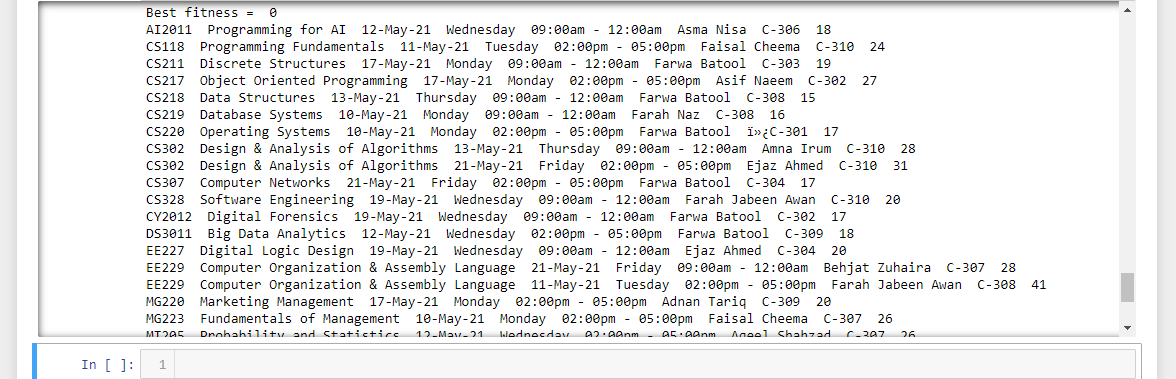 Best fitness =  0
AI2011  Programming for AI  12-May-21  Wednesday  09:00am - 12:00am  Asma Nisa  C-306  18
CS118  Programming Fundamentals  11-May-21  Tuesday  02:00pm - 05:00pm  Faisal Cheema  C-310  24
CS211  Discrete Structures  17-May-21  Monday  09:00am - 12:00am  Farwa Batool  C-303  19
CS217  Object Oriented Programming  17-May-21  Monday  02:00pm - 05:00pm  Asif Naeem  C-302  27
CS218  Data Structures  13-May-21  Thursday  09:00am - 12:00am  Farwa Batool  C-308  15
CS219  Database Systems  10-May-21  Monday  09:00am - 12:00am  Farah Naz  C-308  16
CS220  Operating Systems  10-May-21  Monday  02:00pm - 05:00pm  Farwa Batool  ï»¿C-301  17
CS302  Design & Analysis of Algorithms  13-May-21  Thursday  09:00am - 12:00am  Amna Irum  C-310  28
CS302  Design & Analysis of Algorithms  21-May-21  Friday  02:00pm - 05:00pm  Ejaz Ahmed  C-310  31
CS307  Computer Networks  21-May-21  Friday  02:00pm - 05:00pm  Farwa Batool  C-304  17
CS328  Software Engineering  19-May-21  Wednesday  09:00am - 12:00am  Farah Jabeen Awan  C-310  20
CY2012  Digital Forensics  19-May-21  Wednesday  09:00am - 12:00am  Farwa Batool  C-302  17
DS3011  Big Data Analytics  12-May-21  Wednesday  02:00pm - 05:00pm  Farwa Batool  C-309  18
EE227  Digital Logic Design  19-May-21  Wednesday  09:00am - 12:00am  Ejaz Ahmed  C-304  20
EE229  Computer Organization & Assembly Language  21-May-21  Friday  09:00am - 12:00am  Behjat Zuhaira  C-307  28
EE229  Computer Organization & Assembly Language  11-May-21  Tuesday  02:00pm - 05:00pm  Farah Jabeen Awan  C-308  41
MG220  Marketing Management  17-May-21  Monday  02:00pm - 05:00pm  Adnan Tariq  C-309  20
MG223  Fundamentals of Management  10-May-21  Monday  02:00pm - 05:00pm  Faisal Cheema  C-307  26
MT205  Probability and Statistics  12-May-21  Wednesday  02:00pm - 05:00pm  Aqeel Shahzad  C-307  26
In [ ]:  1